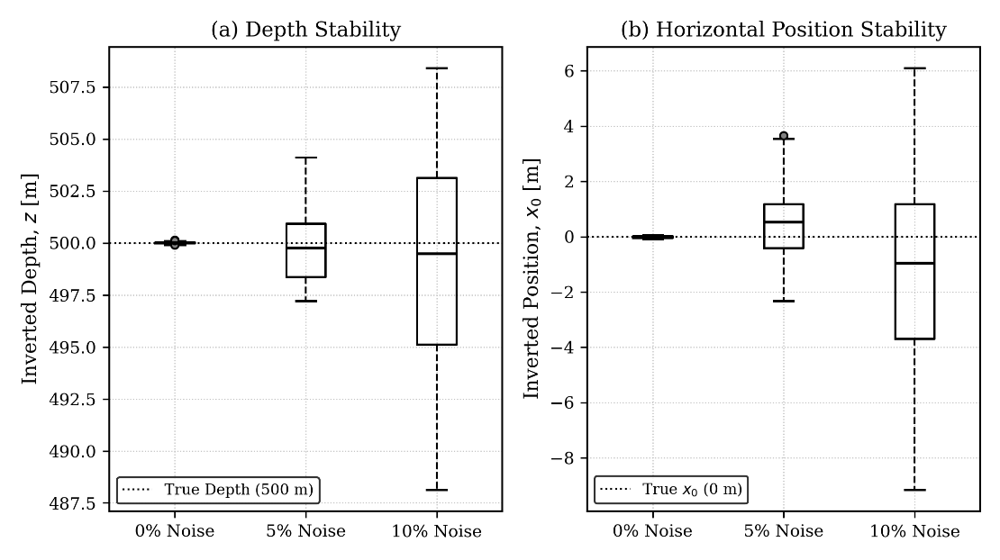 (a) Depth Stability
Inverted Depth, z [m]
507.5
505.0
502.5
500.0
497.5
495.0
492.5
490.0
487.5
True Depth (500 m)
0% Noise
5% Noise
10% Noise
(b) Horizontal Position Stability
Inverted Position, x₀ [m]
6
4
2
0
−2
−4
−6
−8
True x₀ (0 m)
0% Noise
5% Noise
10% Noise